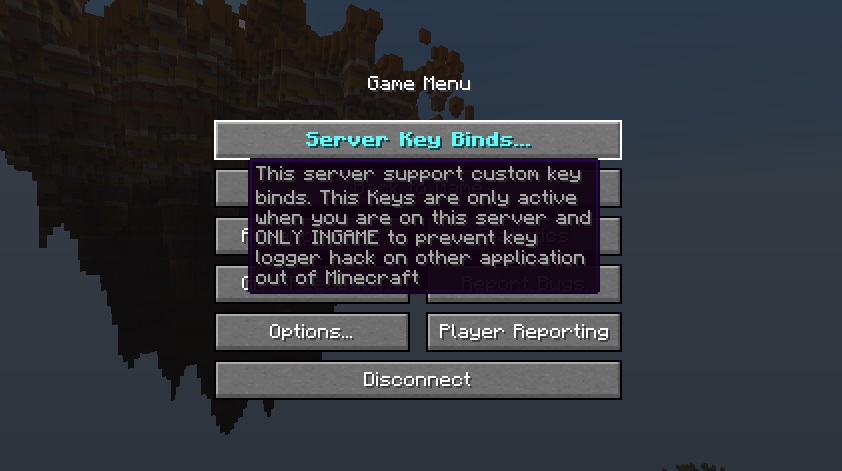 Game Menu
Server Key Binds...
This server support custom key
binds. This Keys are only active
when you are on this server and
ONLY INGAME to prevent key
logger hack on other application
out of Minecraft
Report Bugs
Options...
Player Reporting
Disconnect